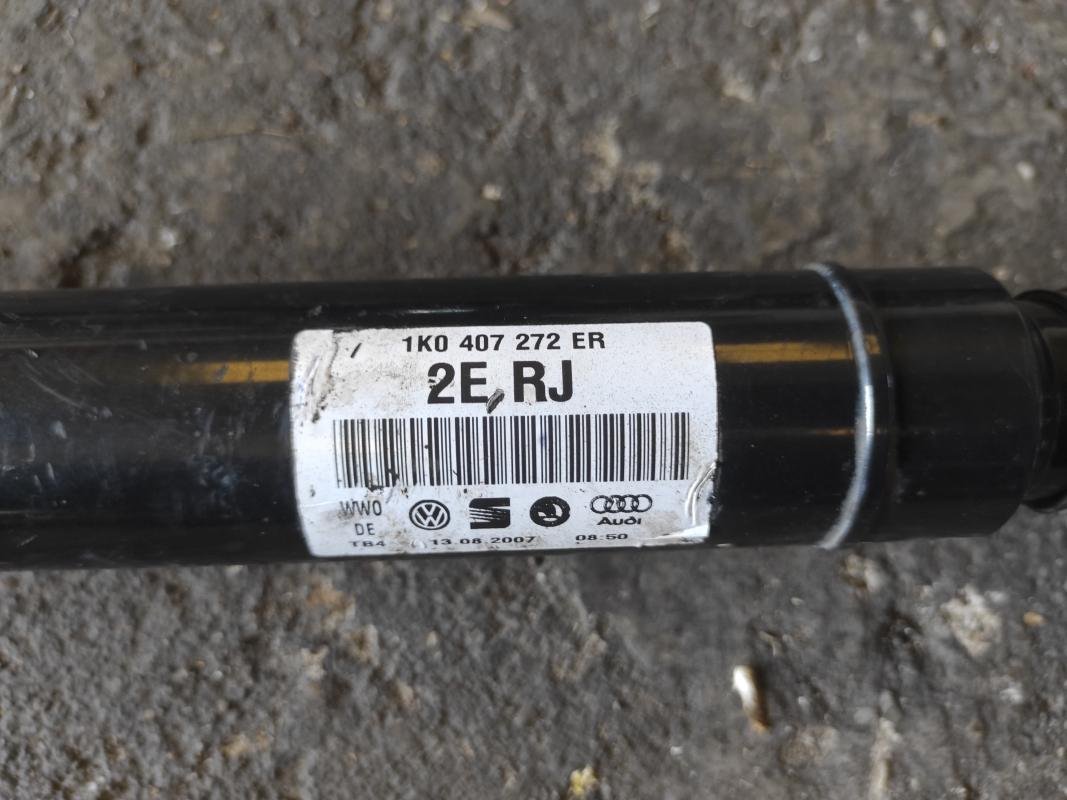 1K0 407 272 ER
2E, RJ
WWO
DE
Audi
TB4 13.08.2007 08:50